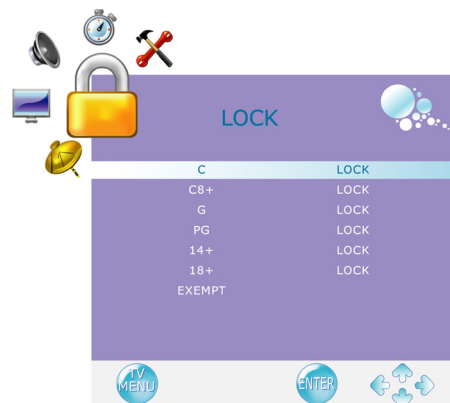 LOCK
C LOCK
C8+ LOCK
G LOCK
PG LOCK
14+ LOCK
18+ LOCK
EXEMPT
TV
MENU
ENTER